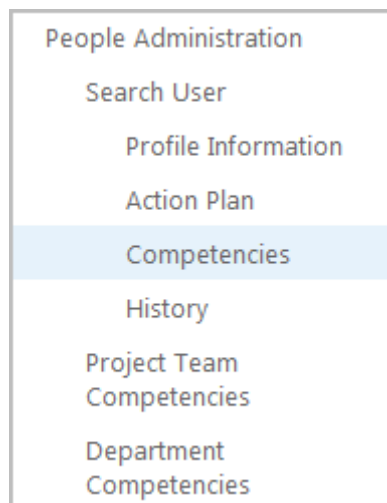 People Administration
Search User
Profile Information
Action Plan
Competencies
History
Project Team
Competencies
Department
Competencies